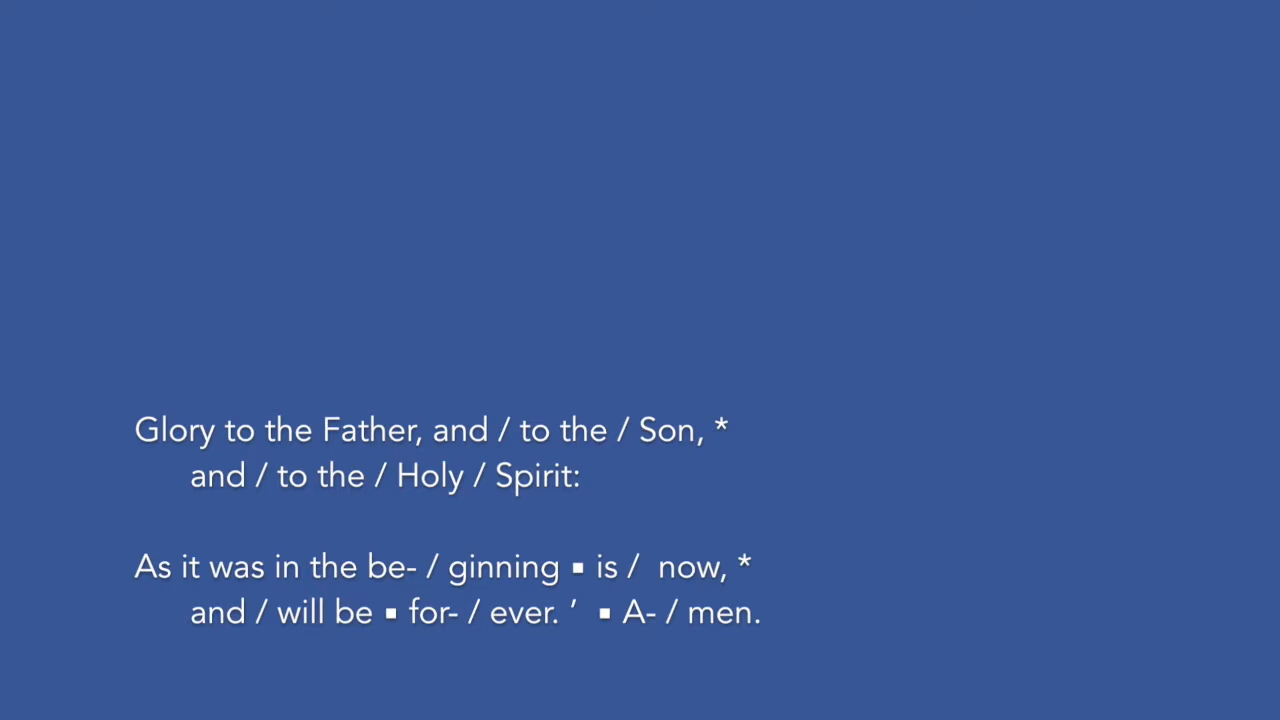 Glory to the Father, and / to the / Son, *
and / to the / Holy / Spirit:
As it was in the be- / ginning ▪ is / now, *
and / will be ▪ for- / ever. ’ ▪ A- / men.